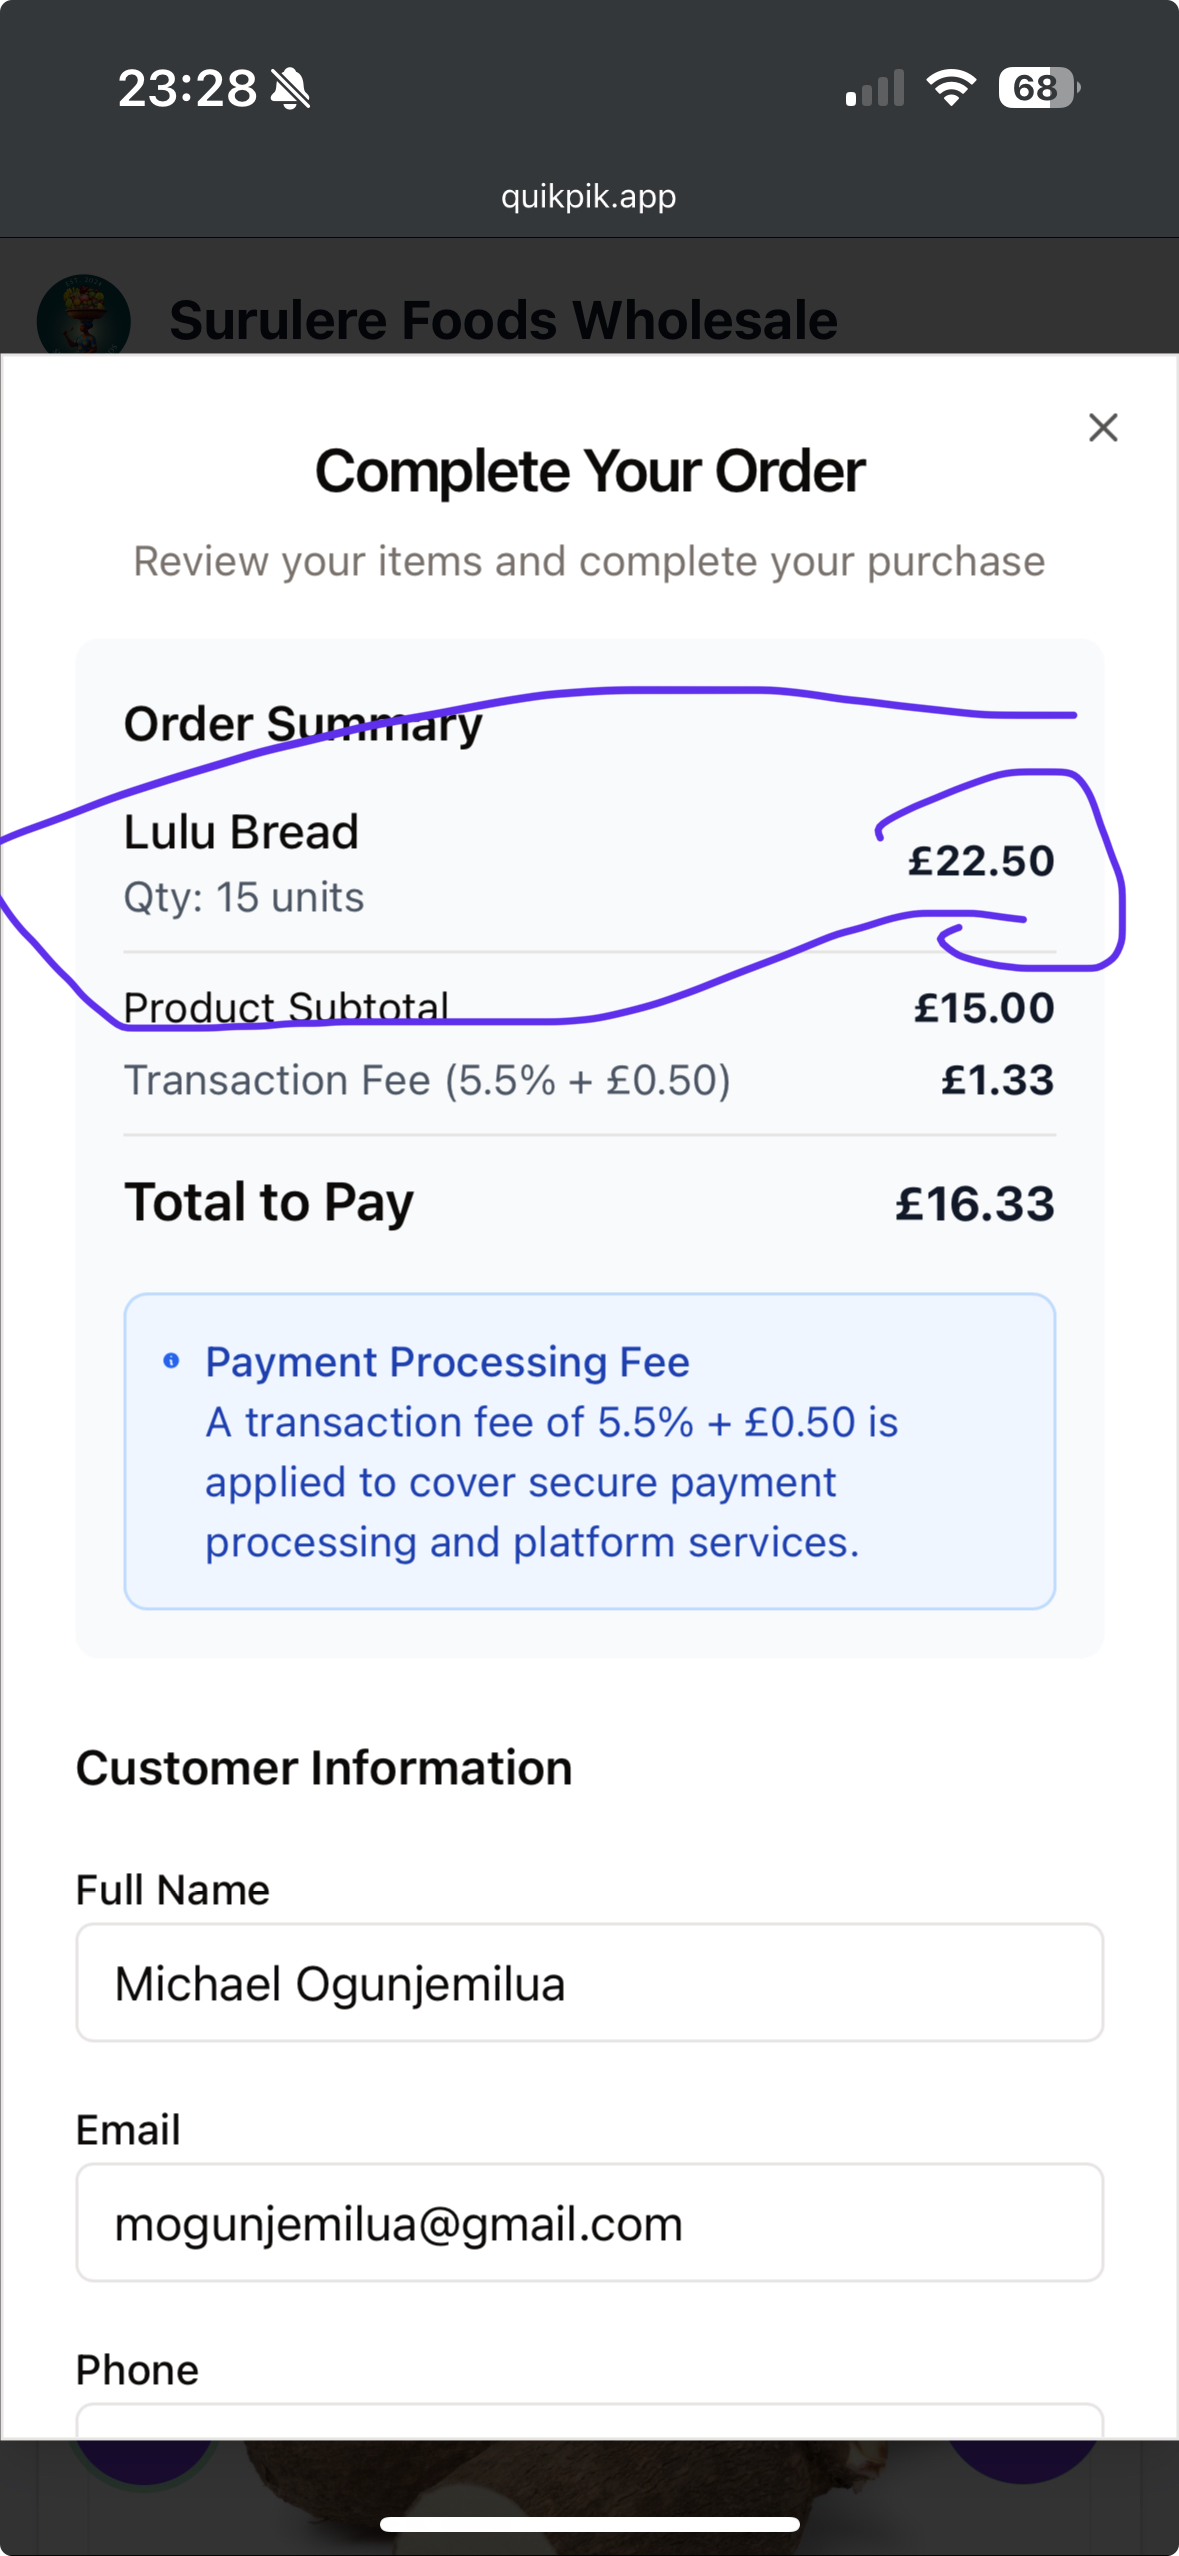 23:28
68
quikpik.app
Surulere Foods Wholesale
Complete Your Order
Review your items and complete your purchase
Order Summary
Lulu Bread
£22.50
Qty: 15 units
Product Subtotal £15.00
Transaction Fee (5.5% + £0.50) £1.33
Total to Pay £16.33
Payment Processing Fee
A transaction fee of 5.5% + £0.50 is
applied to cover secure payment
processing and platform services.
Customer Information
Full Name
Michael Ogunjemilua
Email
mogunjemilua@gmail.com
Phone